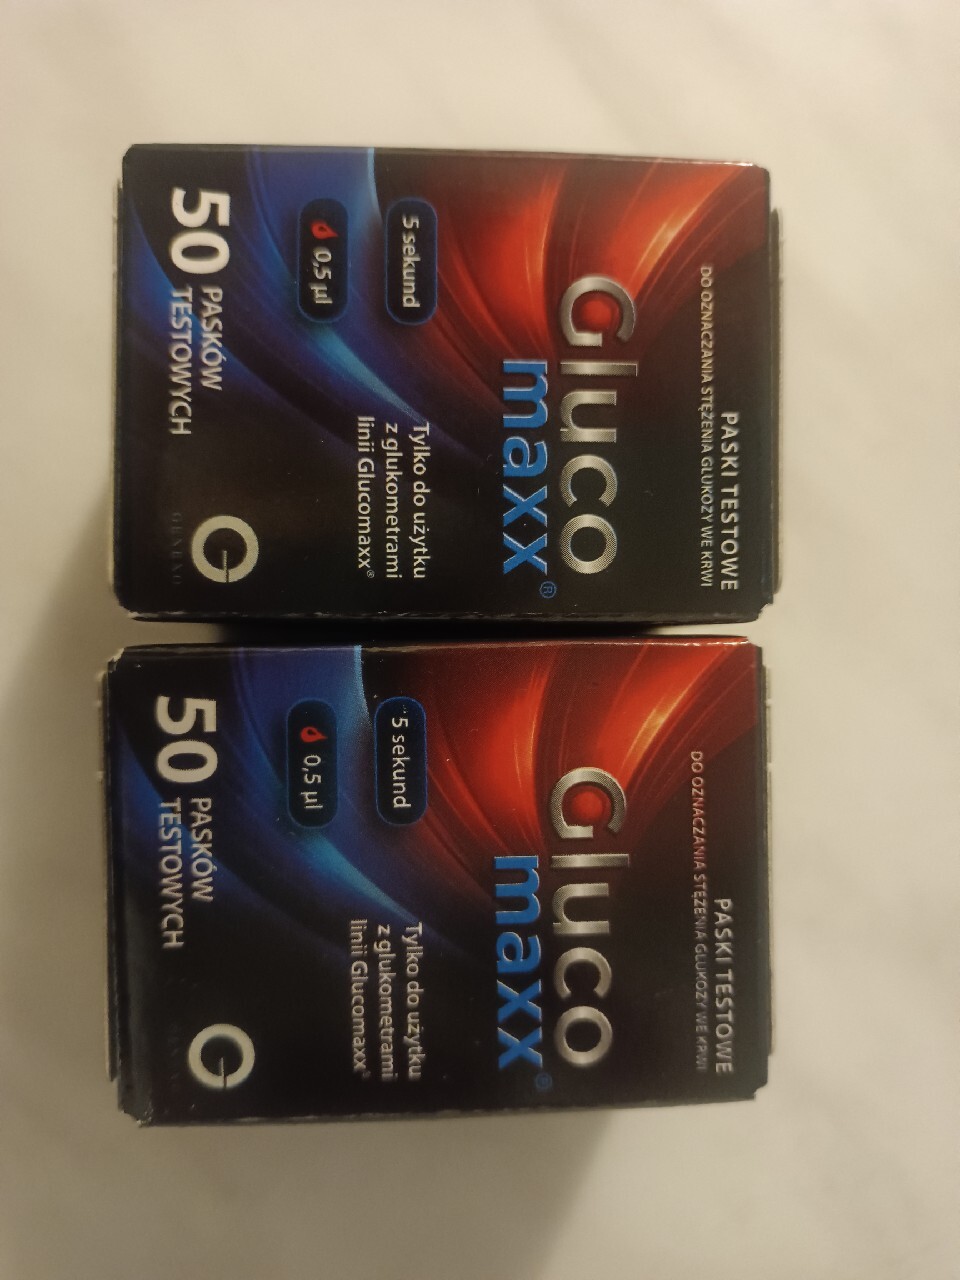 PASKI TESTOWE
DO OZNACZANIA STĘŻENIA GLUKOZY WE KRWI
Gluco
maxx®
5 sekund
Tylko do użytku
z glukometrami
linii Glucomaxx®
0,5 µl
50 PASKÓW
TESTOWYCH
GENEXO
PASKI TESTOWE
DO OZNACZANIA STĘŻENIA GLUKOZY WE KRWI
Gluco
maxx®
5 sekund
Tylko do użytku
z glukometrami
linii Glucomaxx®
0,5 µl
50 PASKÓW
TESTOWYCH